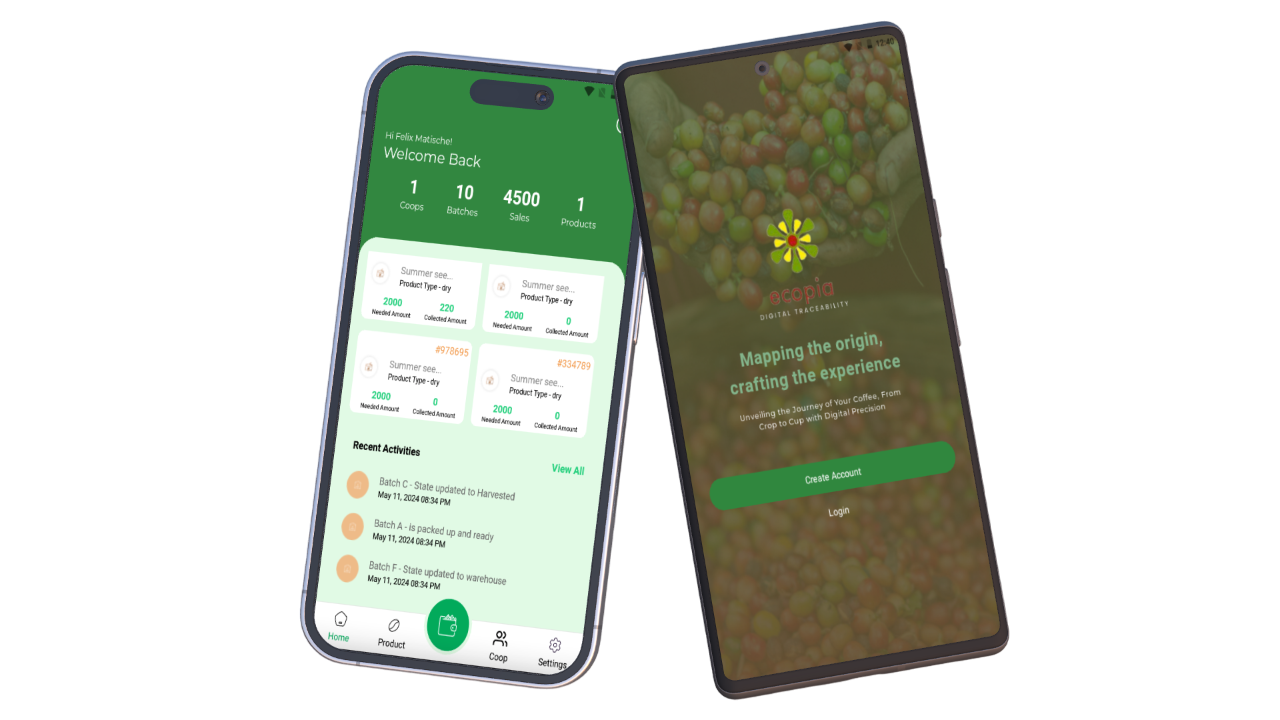 Hi Felix Matische!
Welcome Back
1
Coops
10
Batches
4500
Sales
1
Products
Summer see...
Product Type - dry
2000
Needed Amount
220
Collected Amount
Summer see...
Product Type - dry
2000
Needed Amount
0
Collected Amount
#978695
Summer see...
Product Type - dry
2000
Needed Amount
0
Collected Amount
#334789
Summer see...
Product Type - dry
2000
Needed Amount
0
Collected Amount
Recent Activities
View All
Batch C - State updated to Harvested
May 11, 2024 08:34 PM
Batch A - is packed up and ready
May 11, 2024 08:34 PM
Batch F - State updated to warehouse
May 11, 2024 08:34 PM
Home
Product
Coop
Settings
12:40
ecopia
DIGITAL TRACEABILITY
Mapping the origin,
crafting the experience
Unveiling the Journey of Your Coffee, From
Crop to Cup with Digital Precision
Create Account
Login